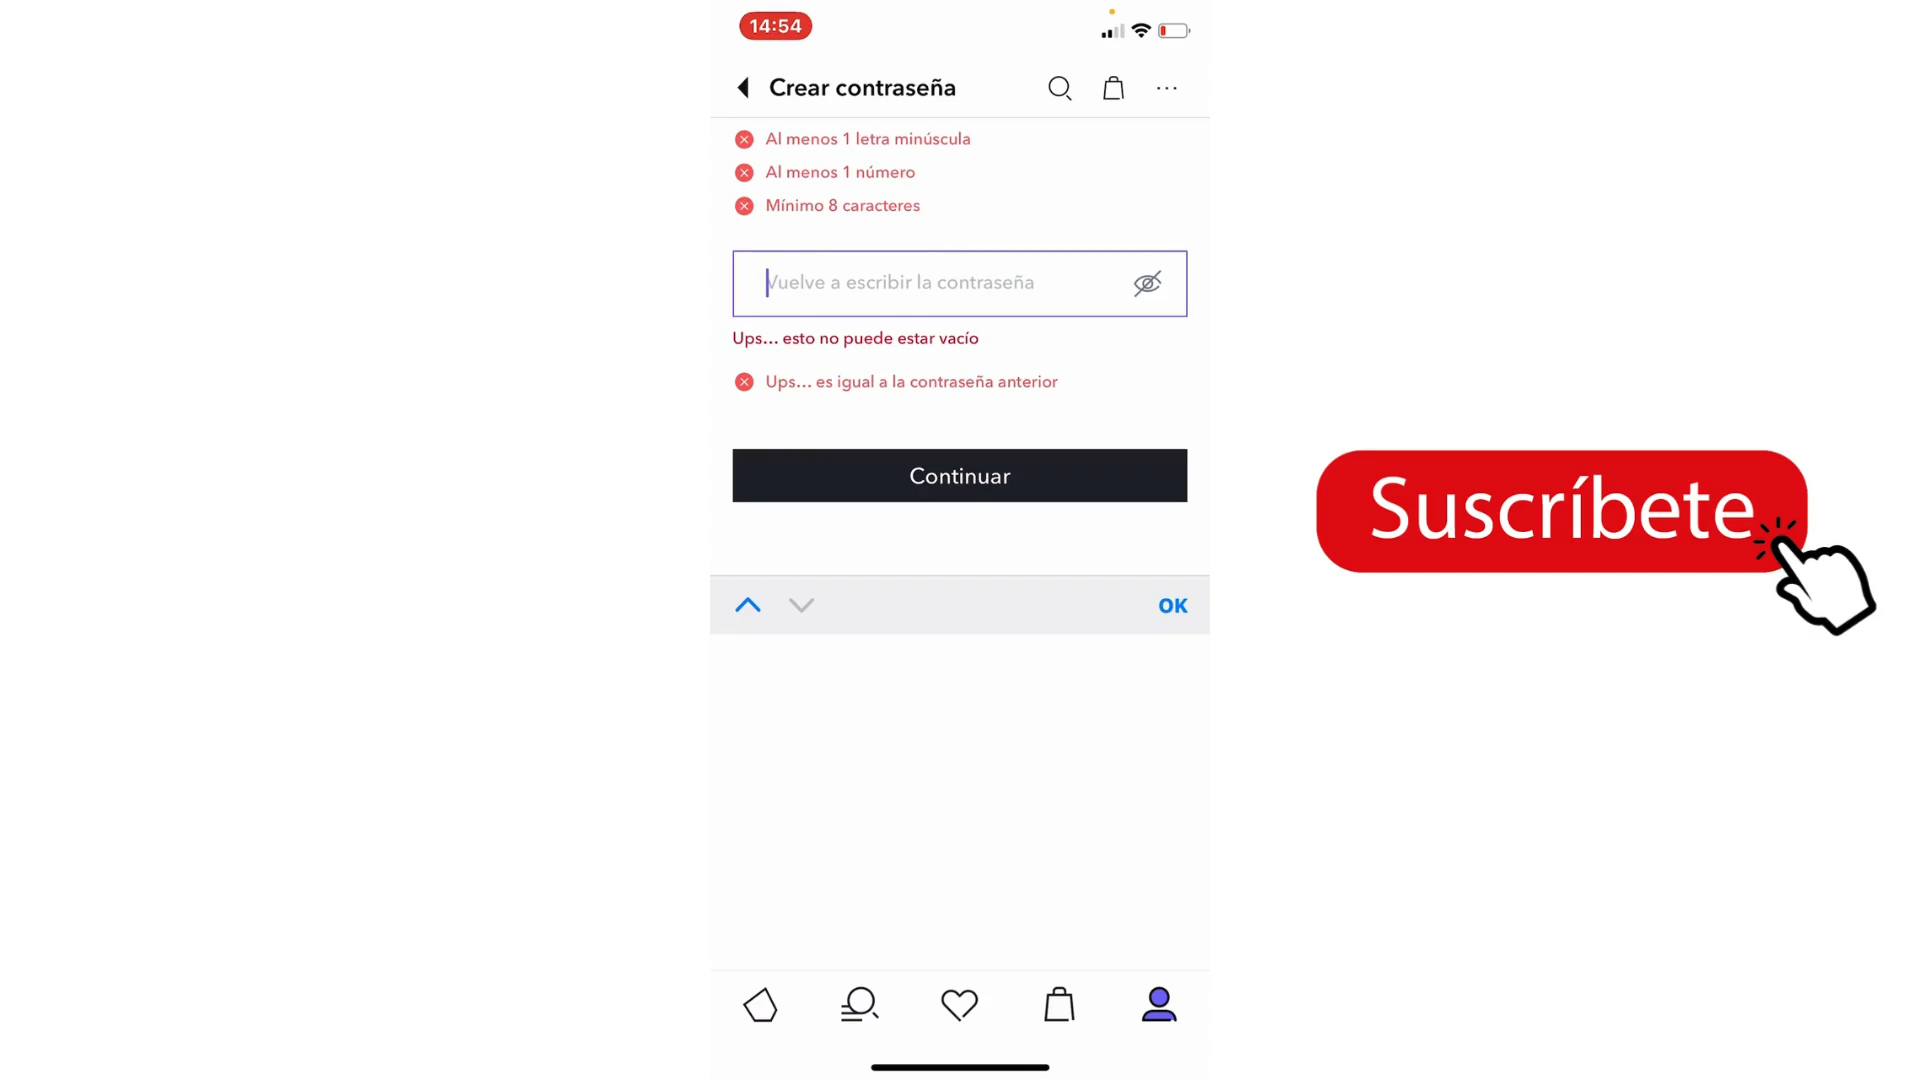 14:54
Crear contraseña
Al menos 1 letra minúscula
Al menos 1 número
Mínimo 8 caracteres
Vuelve a escribir la contraseña
Ups... esto no puede estar vacío
Ups... es igual a la contraseña anterior
Continuar
Suscríbete
OK